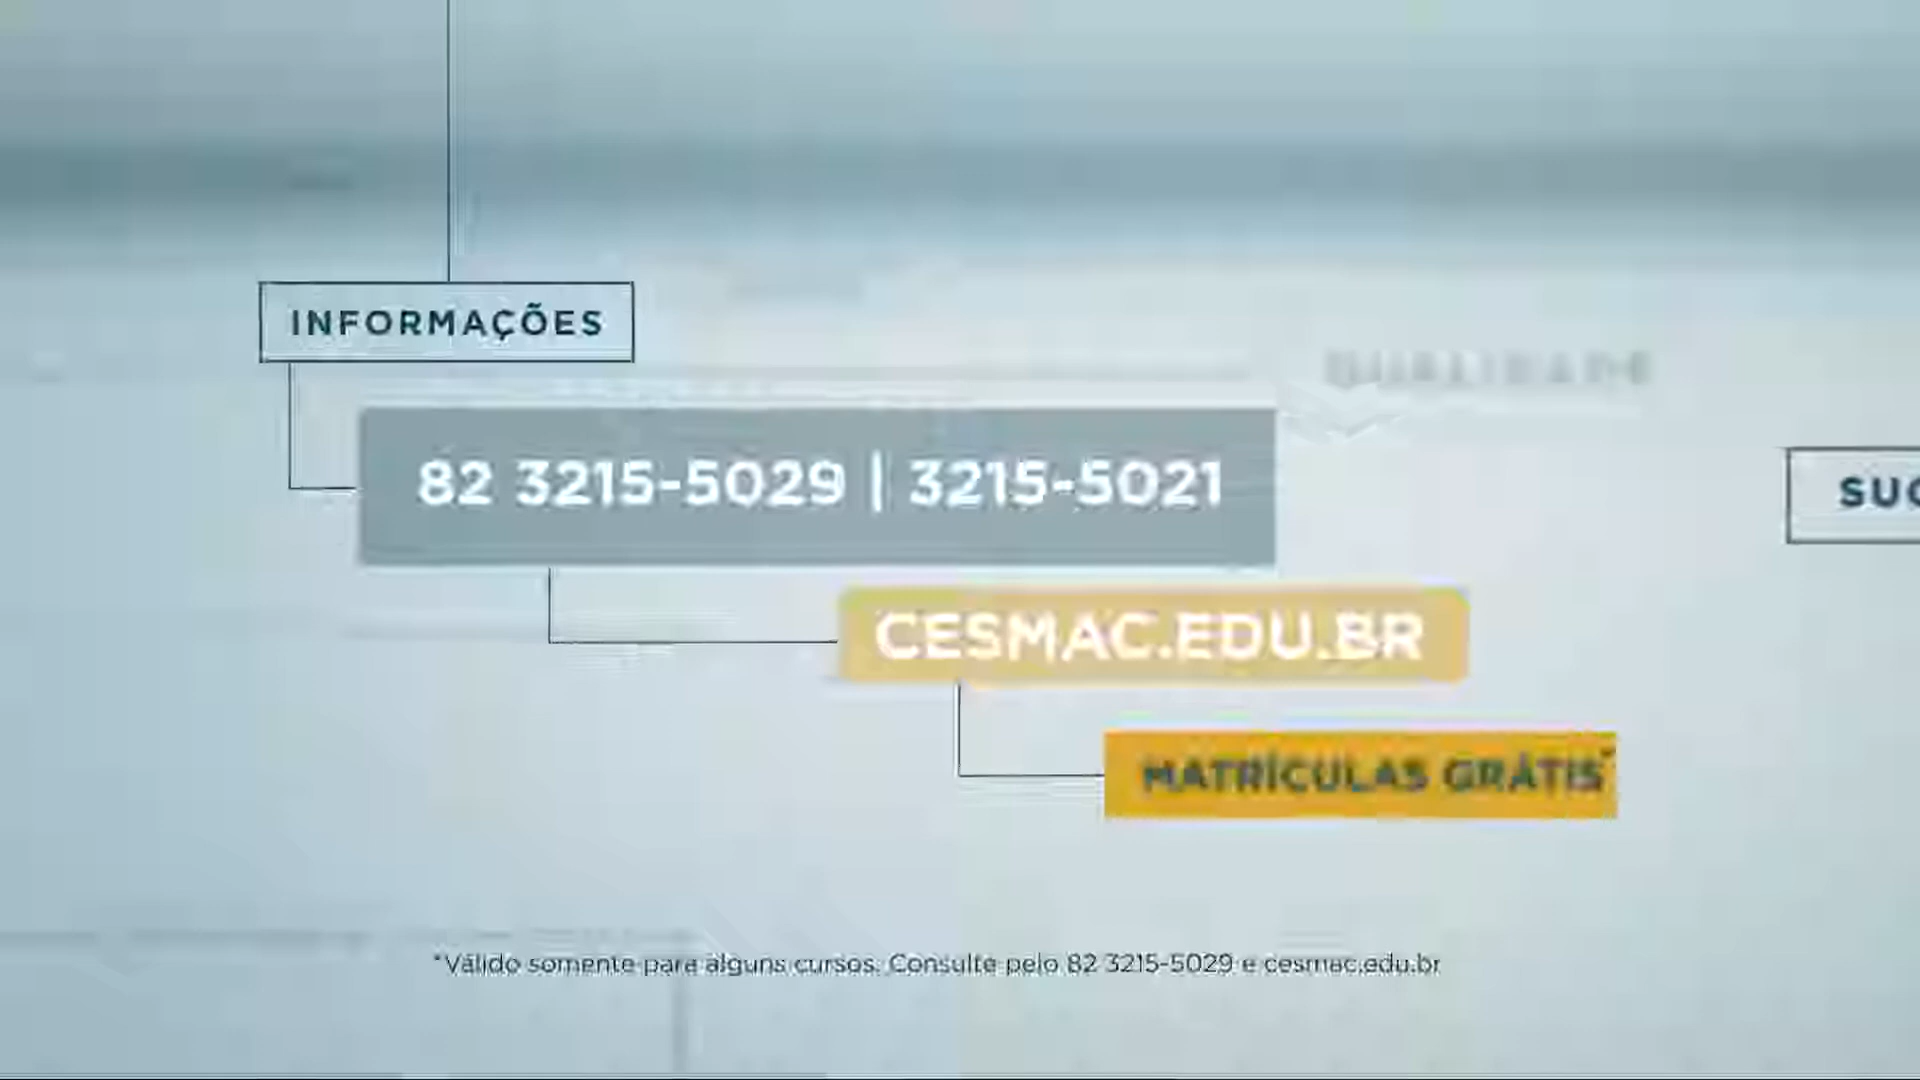 INFORMAÇÕES
QUALIDADE
82 3215-5029 | 3215-5021
CESMAC.EDU.BR
MATRÍCULAS GRÁTIS*
*Válido somente para alguns cursos. Consulte pelo 82 3215-5029 e cesmac.edu.br